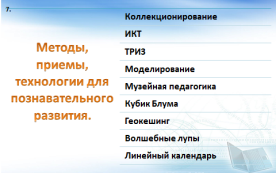 7.
Методы,
приемы,
технологии для
познавательного
развития.
Коллекционирование
ИКТ
ТРИЗ
Моделирование
Музейная педагогика
Кубик Блума
Геокешинг
Волшебные лупы
Линейный календарь